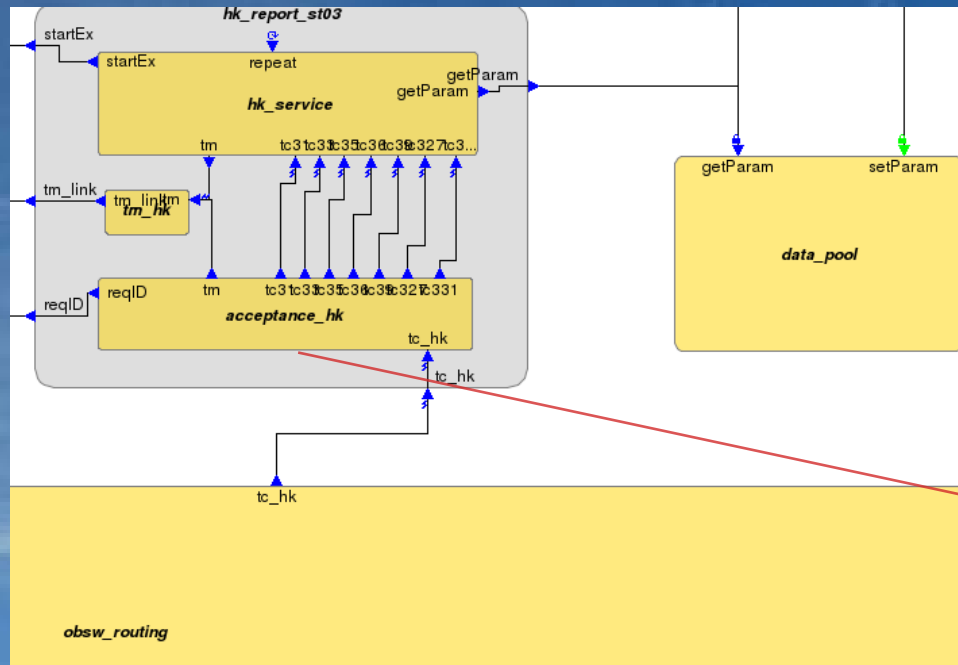 hk_report_st03
startEx
startEx
repeat
getParam
getParam
hk_service
tm
tc31
tc33
tc35
tc36
tc39
tc327
tc3...
getParam
setParam
tm_link
tm_link
tm
tm_hk
data_pool
reqID
reqID
tm
tc31
tc33
tc35
tc36
tc39
tc327
tc331
acceptance_hk
tc_hk
tc_hk
tc_hk
obsw_routing